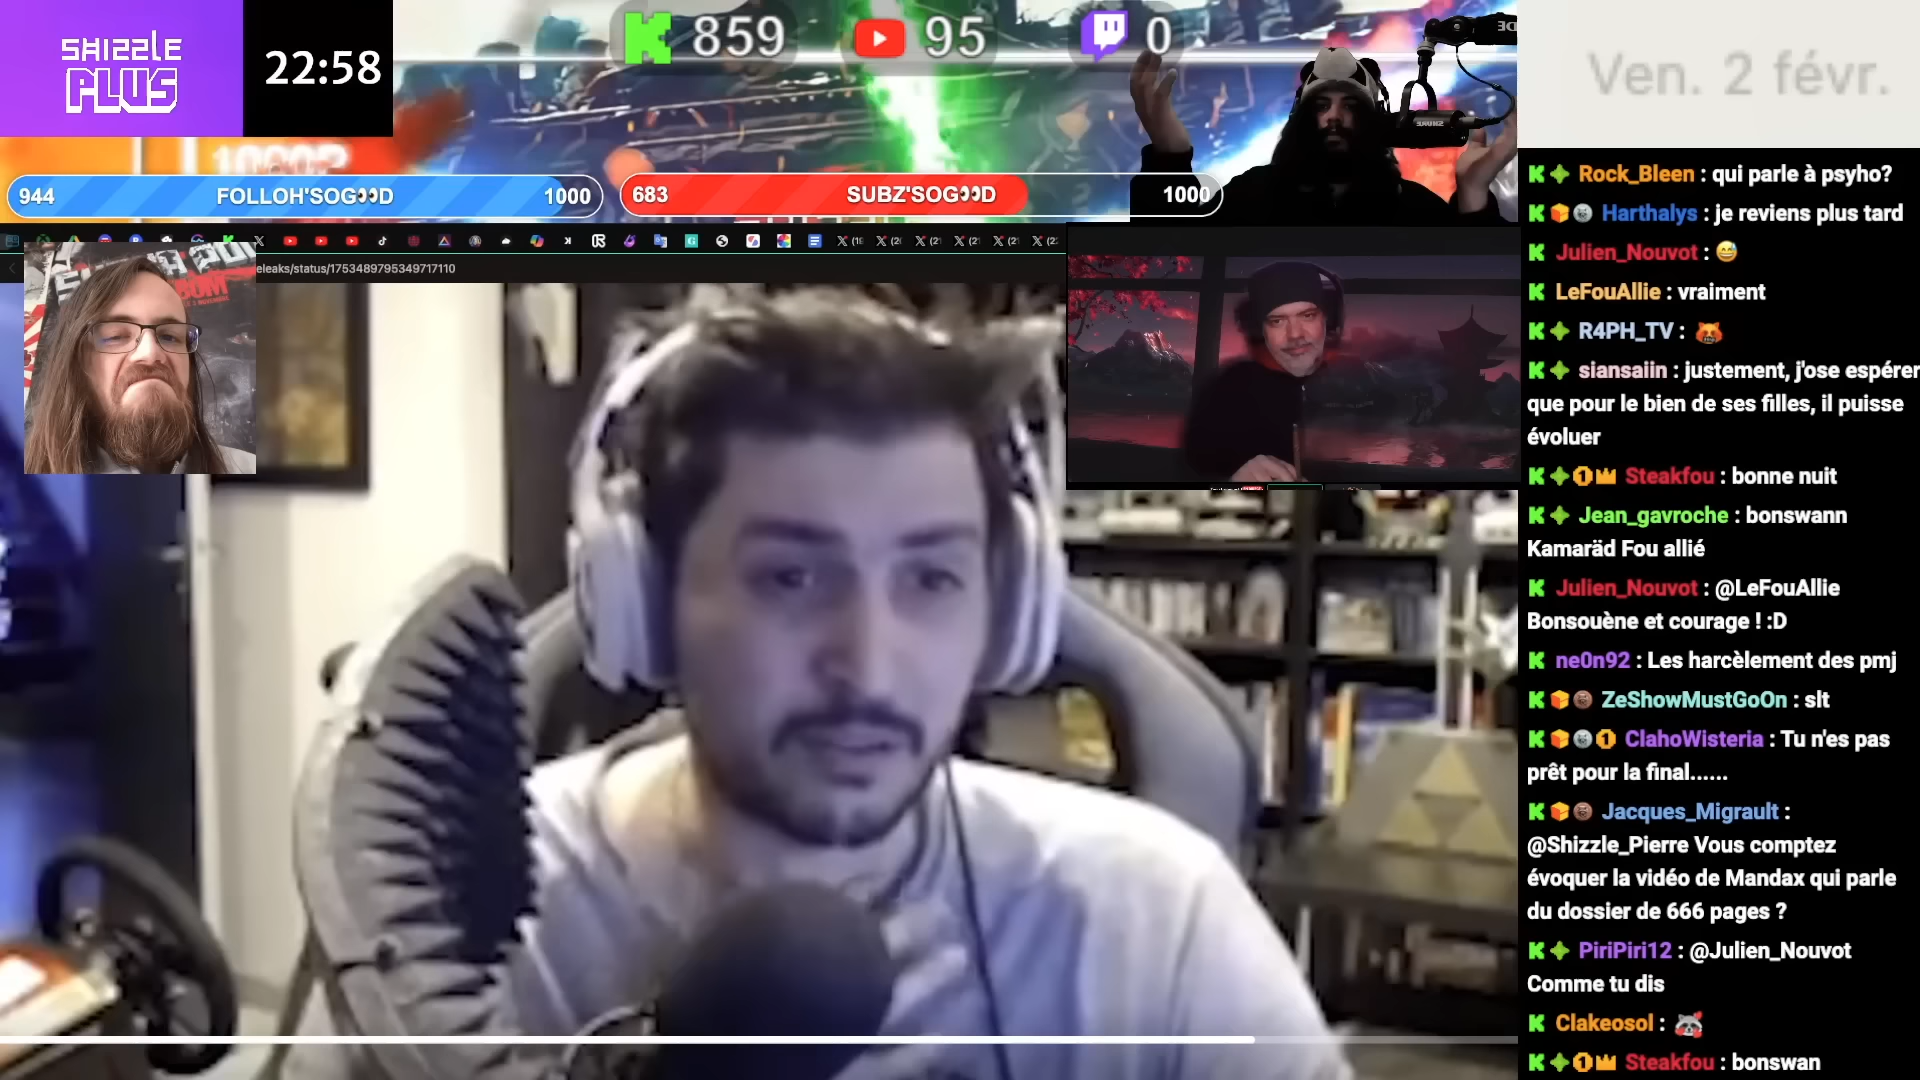 SHIZZLE
PLUS
22:58
859
95
0
Ven. 2 févr.
944
FOLLOH'SOG👀D
1000
683
SUBZ'SOG👀D
1000
eleaks/status/1753489795349717110
Rock_Bleen : qui parle à psyho?
Harthalys : je reviens plus tard
Julien_Nouvot : 😅
LeFouAllie : vraiment
R4PH_TV :
siansaiin : justement, j'ose espérer
que pour le bien de ses filles, il puisse
évoluer
Steakfou : bonne nuit
Jean_gavroche : bonswann
Kamaräd Fou allié
Julien_Nouvot : @LeFouAllie
Bonsouène et courage ! :D
ne0n92 : Les harcèlement des pmj
ZeShowMustGoOn : slt
ClahoWisteria : Tu n'es pas
prêt pour la final......
Jacques_Migrault :
@Shizzle_Pierre Vous comptez
évoquer la vidéo de Mandax qui parle
du dossier de 666 pages ?
PiriPiri12 : @Julien_Nouvot
Comme tu dis
Clakeosol :
Steakfou : bonswan